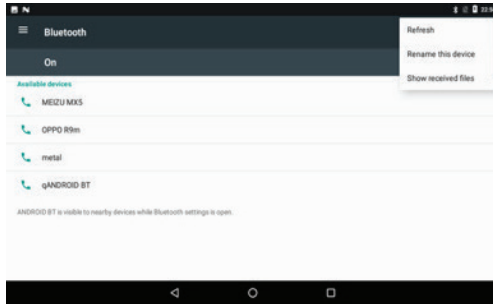 Bluetooth
Refresh
Rename this device
On
Show received files
Available devices
MEIZU MX5
OPPO R9m
metal
qANDROID BT
ANDROID BT is visible to nearby devices while Bluetooth settings is open.